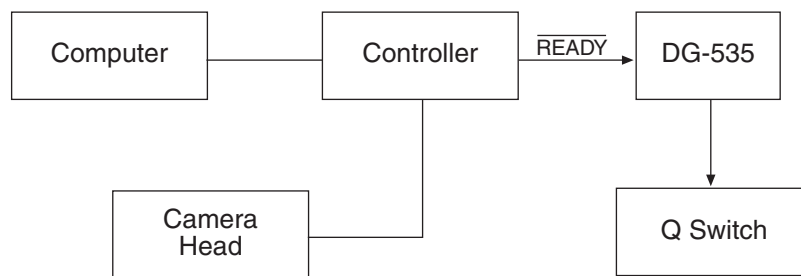 Computer
Controller
READY
DG-535
Camera
Head
Q Switch